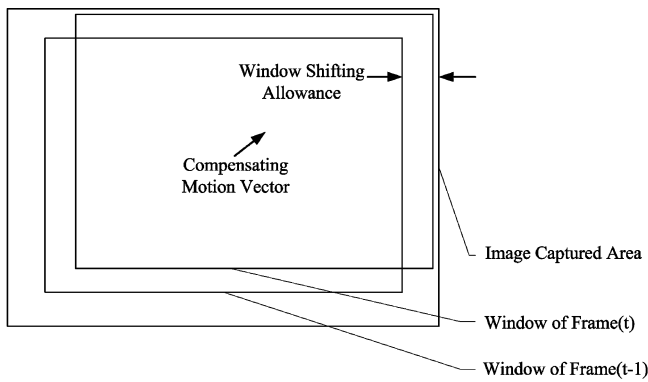 Window Shifting
Allowance
Compensating
Motion Vector
Image Captured Area
Window of Frame(t)
Window of Frame(t-1)